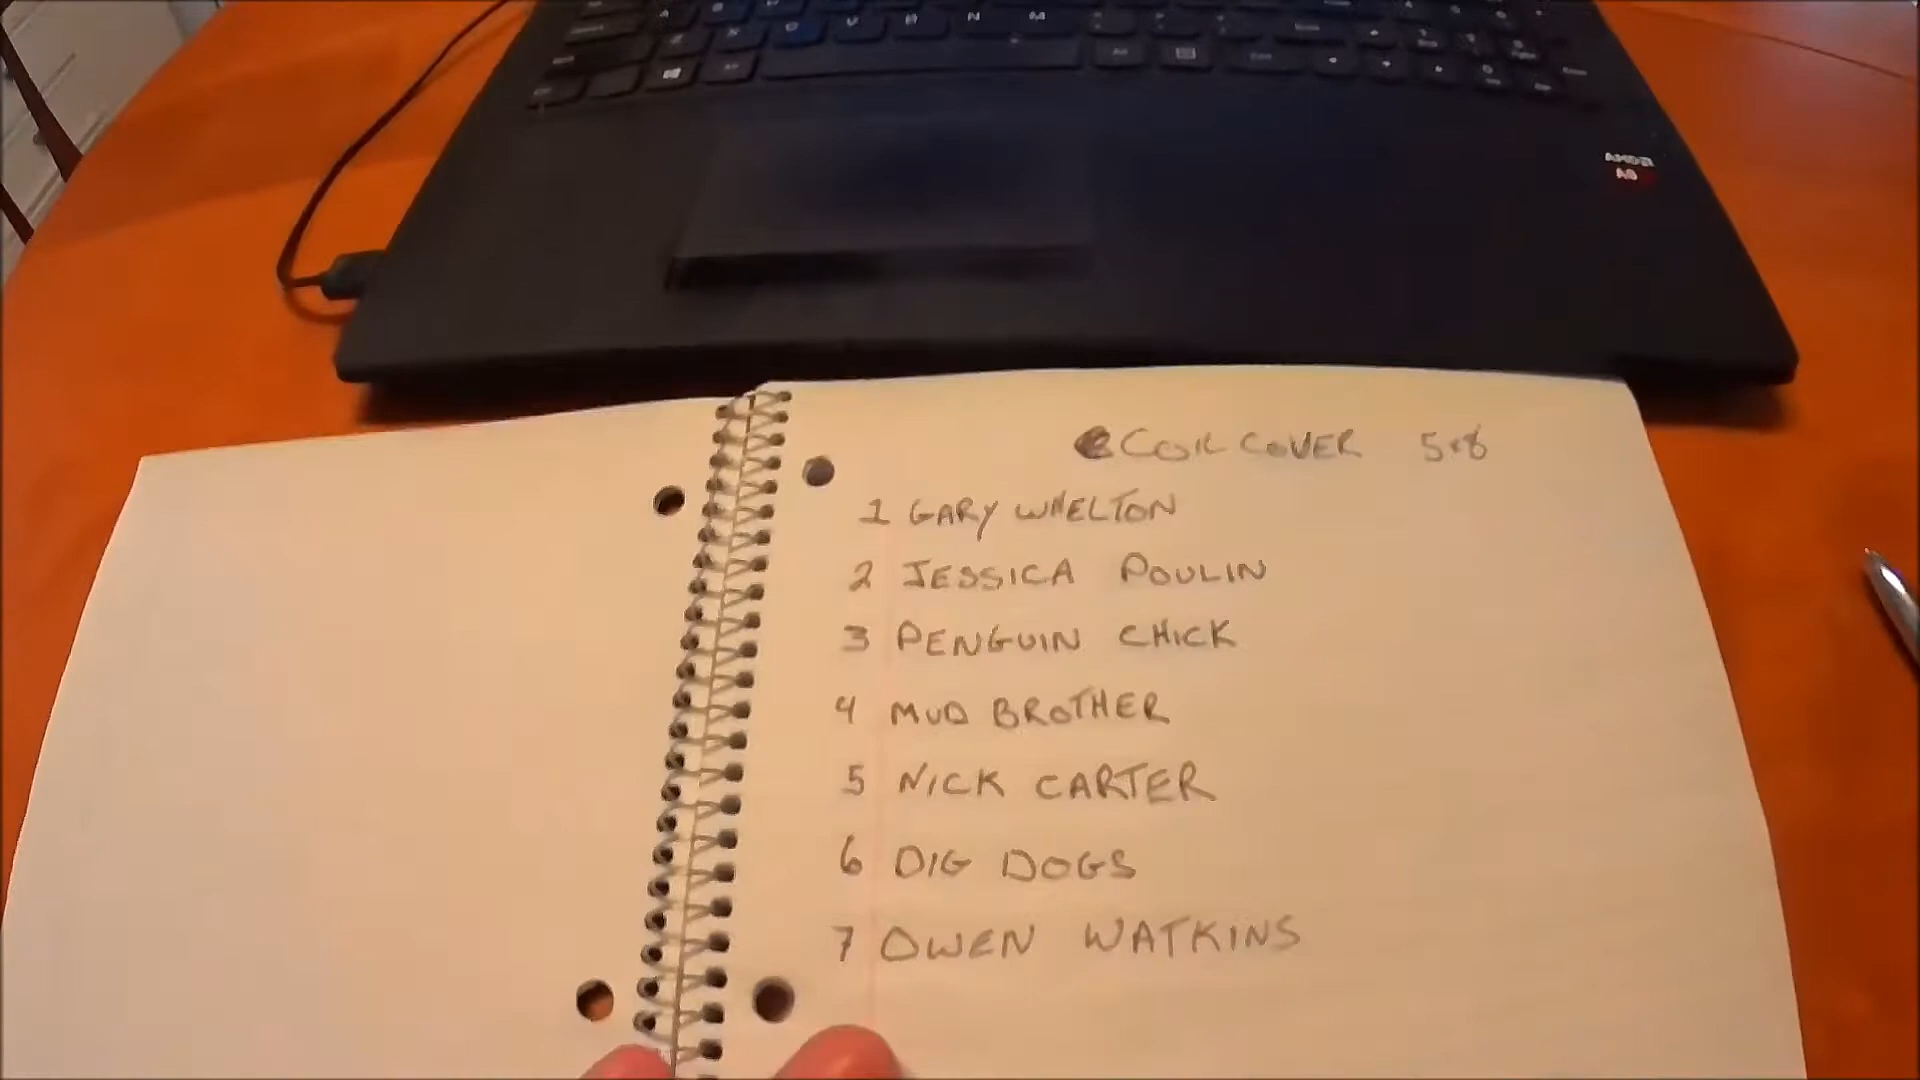 COIL COVER 5x8
1 GARY WHELTON
2 JESSICA POULIN
3 PENGUIN CHICK
4 MUD BROTHER
5 NICK CARTER
6 DIG DOGS
7 OWEN WATKINS
AMD